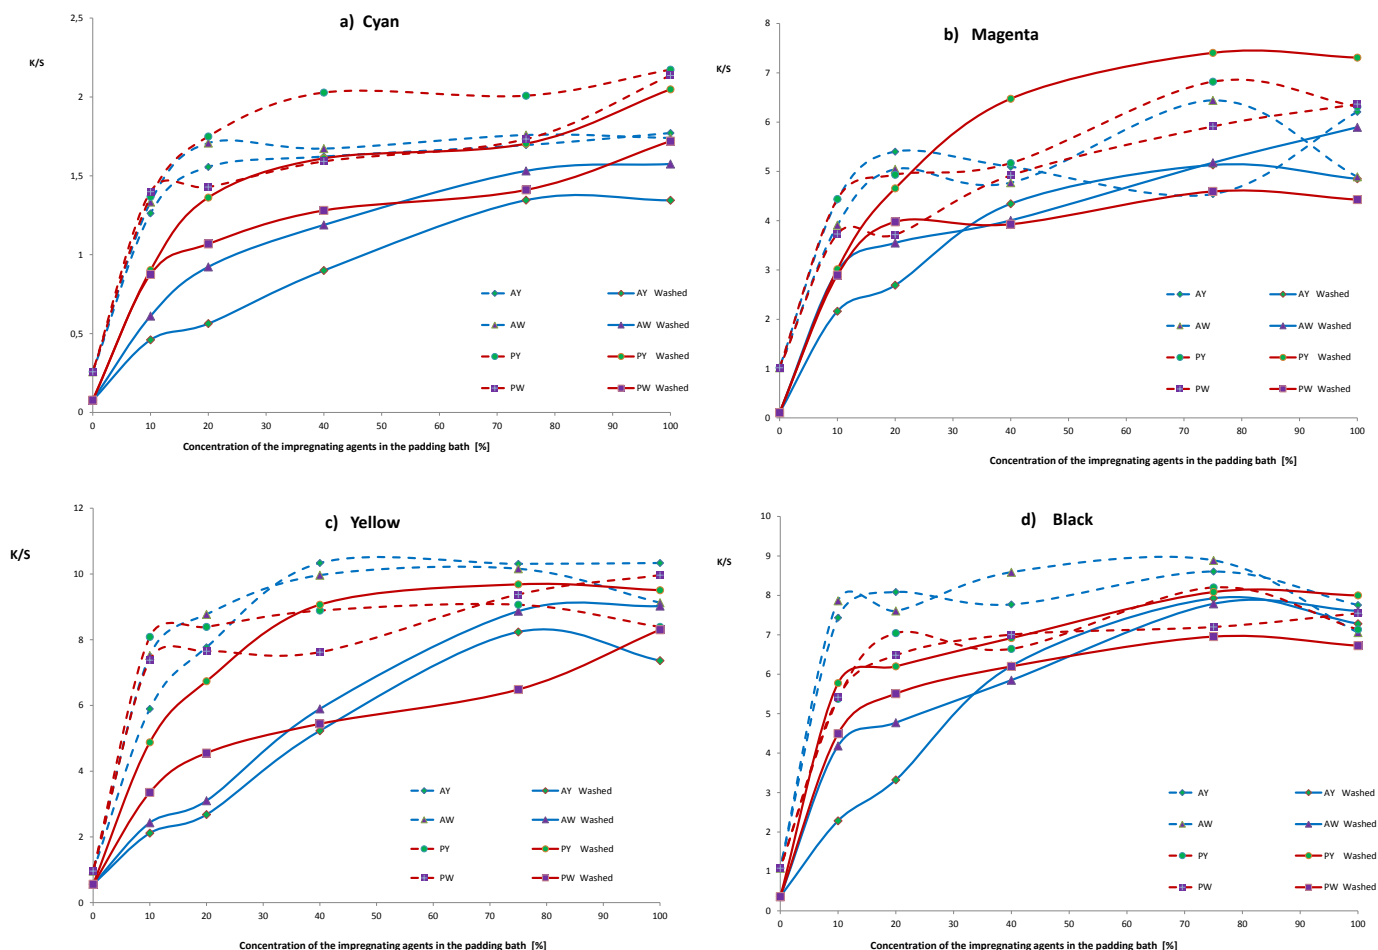 a) Cyan
K/S
2,5
2
1,5
1
0,5
0
0 10 20 30 40 50 60 70 80 90 100
AY AY Washed
AW AW Washed
PY PY Washed
PW PW Washed
Concentration of the impregnating agents in the padding bath [%]
b) Magenta
K/S
8
7
6
5
4
3
2
1
0
0 10 20 30 40 50 60 70 80 90 100
AY AY Washed
AW AW Washed
PY PY Washed
PW PW Washed
Concentration of the impregnating agents in the padding bath [%]
c) Yellow
K/S
12
10
8
6
4
2
0
0 10 20 30 40 50 60 70 80 90 100
AY AY Washed
AW AW Washed
PY PY Washed
PW PW Washed
Concentration of the impregnating agents in the padding bath [%]
d) Black
K/S
10
9
8
7
6
5
4
3
2
1
0
0 10 20 30 40 50 60 70 80 90 100
AY AY Washed
AW AW Washed
PY PY Washed
PW PW Washed
Concentration of the impregnating agents in the padding bath [%]